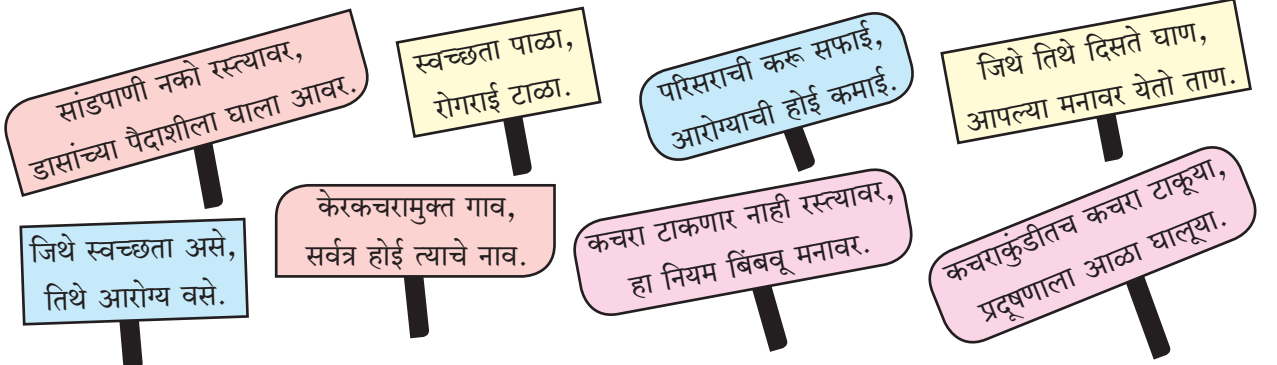 सांडपाणी नको रस्त्यावर,
डासांच्या पैदाशीला घाला आवर.
स्वच्छता पाळा,
रोगराई टाळा.
परिसराची करू सफाई,
आरोग्याची होई कमाई.
जिथे तिथे दिसते घाण,
आपल्या मनावर येतो ताण.
जिथे स्वच्छता असे,
तिथे आरोग्य वसे.
केरकचरामुक्त गाव,
सर्वत्र होई त्याचे नाव.
कचरा टाकणार नाही रस्त्यावर,
हा नियम बिंबवू मनावर.
कचराकुंडीतच कचरा टाकूया,
प्रदूषणाला आळा घालूया.